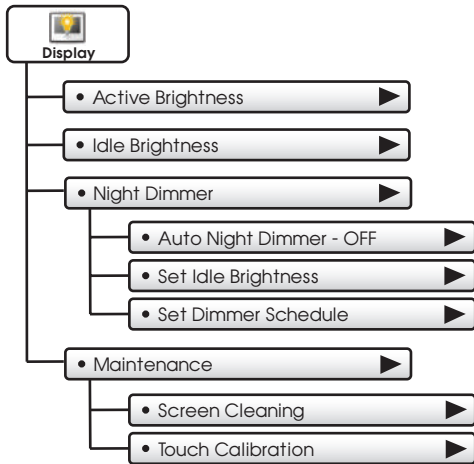 Display
• Active Brightness
• Idle Brightness
• Night Dimmer
• Auto Night Dimmer - OFF
• Set Idle Brightness
• Set Dimmer Schedule
• Maintenance
• Screen Cleaning
• Touch Calibration